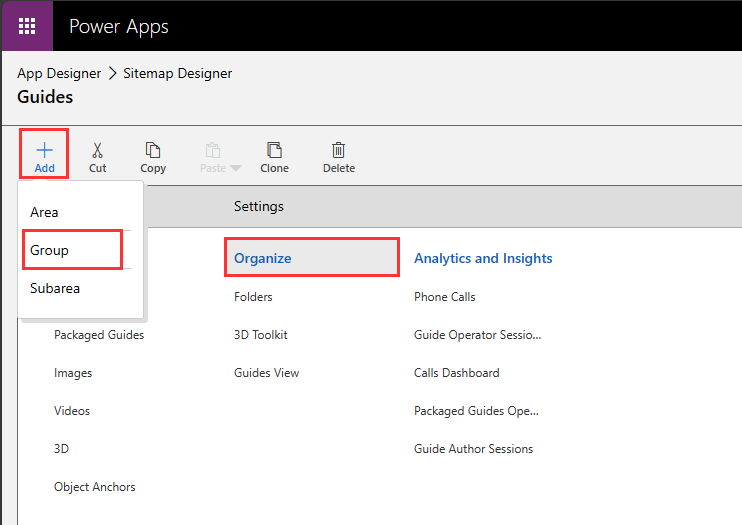 Power Apps
App Designer > Sitemap Designer
Guides
Add
Cut
Copy
Paste
Clone
Delete
Area
Group
Subarea
Settings
Organize
Analytics and Insights
Folders
Phone Calls
Packaged Guides
3D Toolkit
Guide Operator Sessio...
Images
Guides View
Calls Dashboard
Videos
Packaged Guides Ope...
3D
Guide Author Sessions
Object Anchors